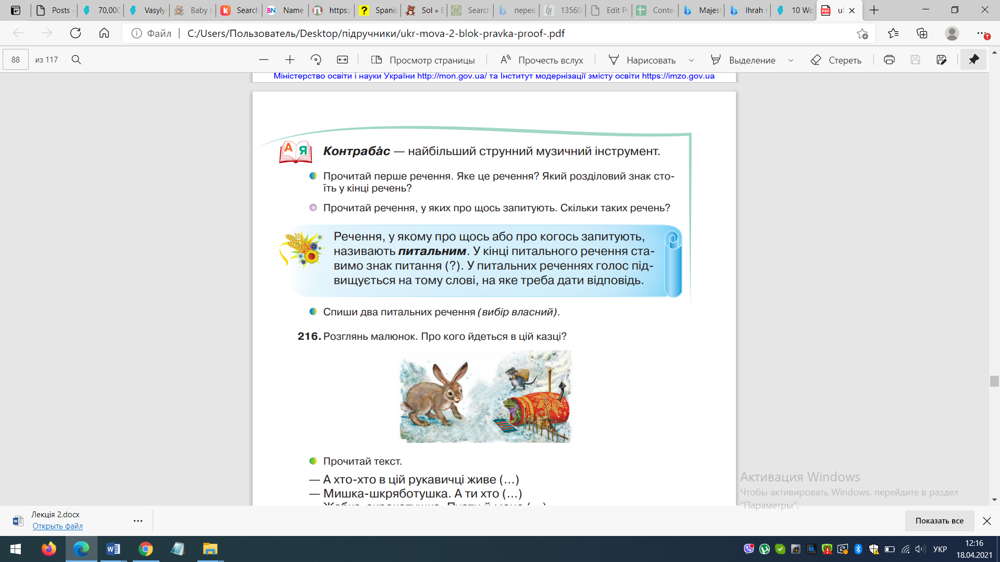 Posts
70,000
Vasyly
Baby n
Search
Name
https:/
Spanis
Sol » B
Search
перев
13560
Edit Po
Conter
Majest
Ihrah n
10 Wo
ul
Файл
C:/Users/Пользователь/Desktop/підручники/ukr-mova-2-blok-pravka-proof-.pdf
88 из 117
Просмотр страницы
Прочесть вслух
Нарисовать
Выделение
Стереть
Міністерство освіти і науки України http://mon.gov.ua/ та Інститут модернізації змісту освіти https://imzo.gov.ua
А Я
Контраба́с — найбільший струнний музичний інструмент.
Прочитай перше речення. Яке це речення? Який розділовий знак сто-
їть у кінці речень?
Прочитай речення, у яких про щось запитують. Скільки таких речень?
Речення, у якому про щось або про когось запитують,
називають питальним. У кінці питального речення ста-
вимо знак питання (?). У питальних реченнях голос під-
вищується на тому слові, на яке треба дати відповідь.
Спиши два питальних речення (вибір власний).
216. Розглянь малюнок. Про кого йдеться в цій казці?
Прочитай текст.
— А хто-хто в цій рукавичці живе (...)
— Мишка-шкряботушка. А ти хто (...)
Активация Windows
Чтобы активировать Windows, перейдите в раздел
"Параметры".
Лекція 2.docx
Открыть файл
Показать все
УКР
12:16
18.04.2021